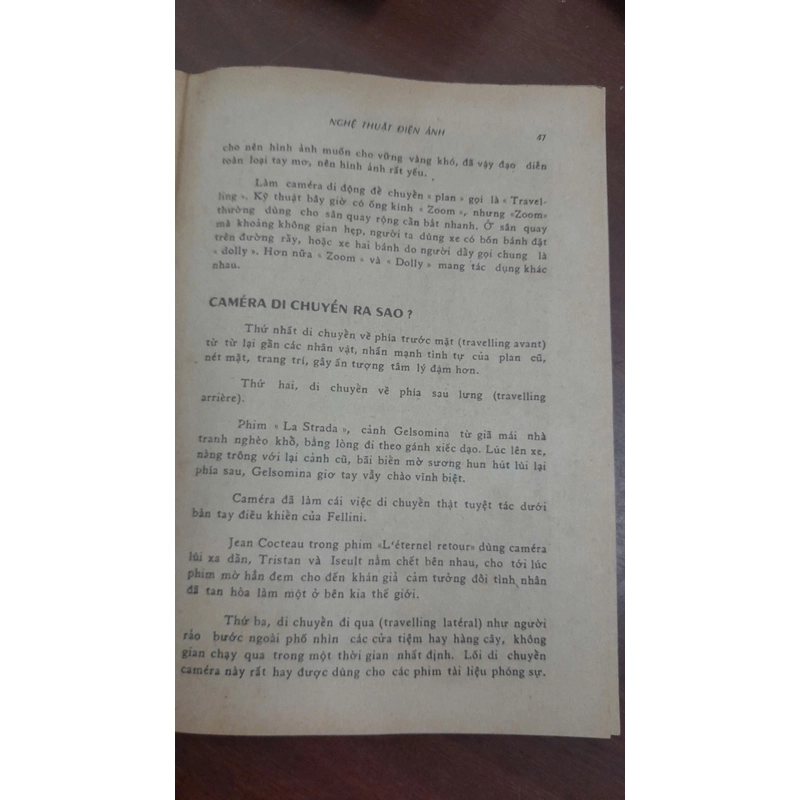 NGHỆ THUẬT ĐIỆN ẢNH
47
cho nên hình ảnh muốn cho vững vàng khó, đã vậy đạo diễn
toàn loại tay mơ, nên hình ảnh rất yếu.
Làm caméra di động để chuyển « plan » gọi là « Travel-
ling ». Kỹ thuật bây giờ có ống kính « Zoom », nhưng «Zoom»
thường dùng cho sân quay rộng cần bắt nhanh. Ở sân quay
mà khoảng không gian hẹp, người ta dùng xe có bốn bánh đặt
trên đường rầy, hoặc xe hai bánh do người đẩy gọi chung là
« dolly ». Hơn nữa « Zoom » và « Dolly » mang tác dụng khác
nhau.
CAMÉRA DI CHUYỂN RA SAO ?
Thứ nhất di chuyển về phía trước mặt (travelling avant)
từ từ lại gần các nhân vật, nhấn mạnh tình tự của plan cũ,
nét mặt, trang trí, gây ấn tượng tâm lý đậm hơn.
Thứ hai, di chuyển về phía sau lưng (travelling
arrière).
Phim « La Strada », cảnh Gelsomina từ giã mái nhà
tranh nghèo khổ, bằng lòng đi theo gánh xiếc dạo. Lúc lên xe,
nàng trông với lại cảnh cũ, bãi biển mờ sương hun hút lùi lại
phía sau, Gelsomina giơ tay vẫy chào vĩnh biệt.
Caméra đã làm cái việc di chuyển thật tuyệt tác dưới
bàn tay điều khiển của Fellini.
Jean Cocteau trong phim «L'éternel retour» dùng caméra
lùi xa dần, Tristan và Iseult nằm chết bên nhau, cho tới lúc
phim mờ hẳn đem cho đến khán giả cảm tưởng đôi tình nhân
đã tan hòa làm một ở bên kia thế giới.
Thứ ba, di chuyển đi qua (travelling latéral) như người
rảo bước ngoài phố nhìn các cửa tiệm hay hàng cây, không
gian chạy qua trong một thời gian nhất định. Lối di chuyển
caméra này rất hay được dùng cho các phim tài liệu phóng sự.